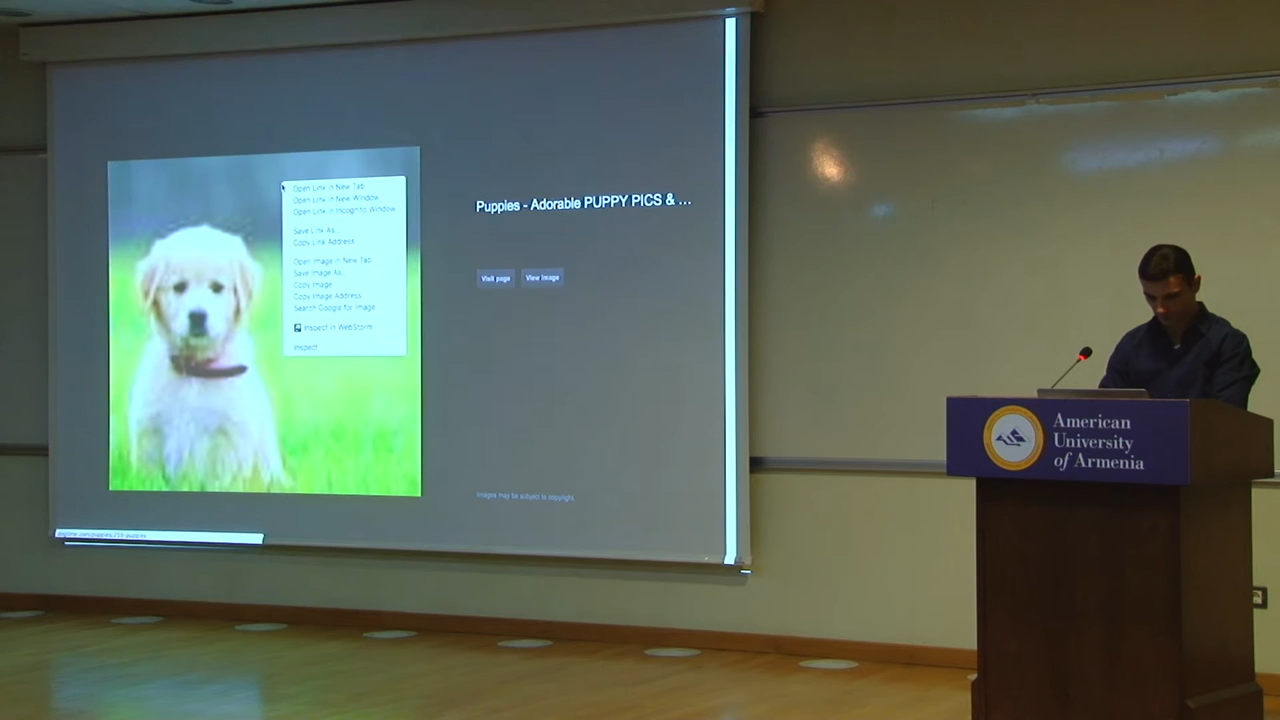 Open Link in New Tab
Open Link in New Window
Open Link in Incognito Window
Save Link As...
Copy Link Address
Open Image in New Tab
Save Image As...
Copy Image
Copy Image Address
Search Google for Image
Inspect in WebStorm
Inspect
Puppies - Adorable PUPPY PICS & ...
Visit page
View image
Images may be subject to copyright
American
University
of Armenia